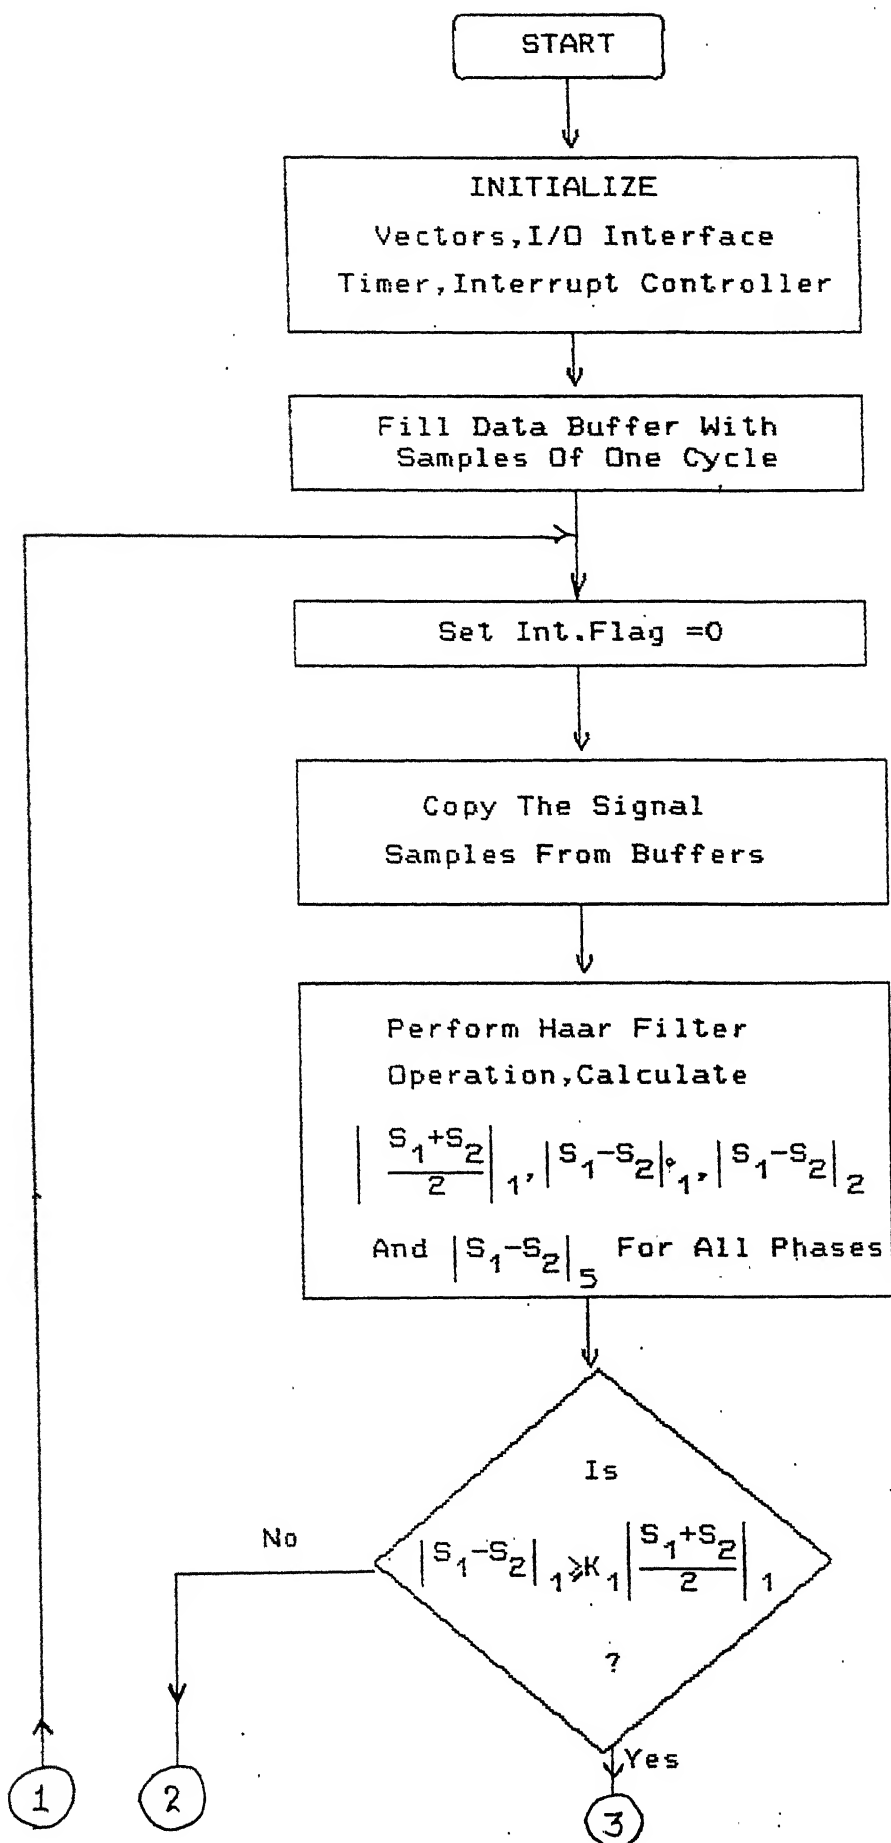 START
INITIALIZE
Vectors,I/O Interface
Timer,Interrupt Controller
Fill Data Buffer With
Samples Of One Cycle
Set Int.Flag =0
Copy The Signal
Samples From Buffers
Perform Haar Filter
Operation,Calculate
|S₁+S₂/2|₁, |S₁-S₂|₁, |S₁-S₂|₂
And |S₁-S₂|₅ For All Phases
Is
No
|S₁-S₂|₁ ⩾K₁|S₁+S₂/2|₁
?
Yes
1
2
3